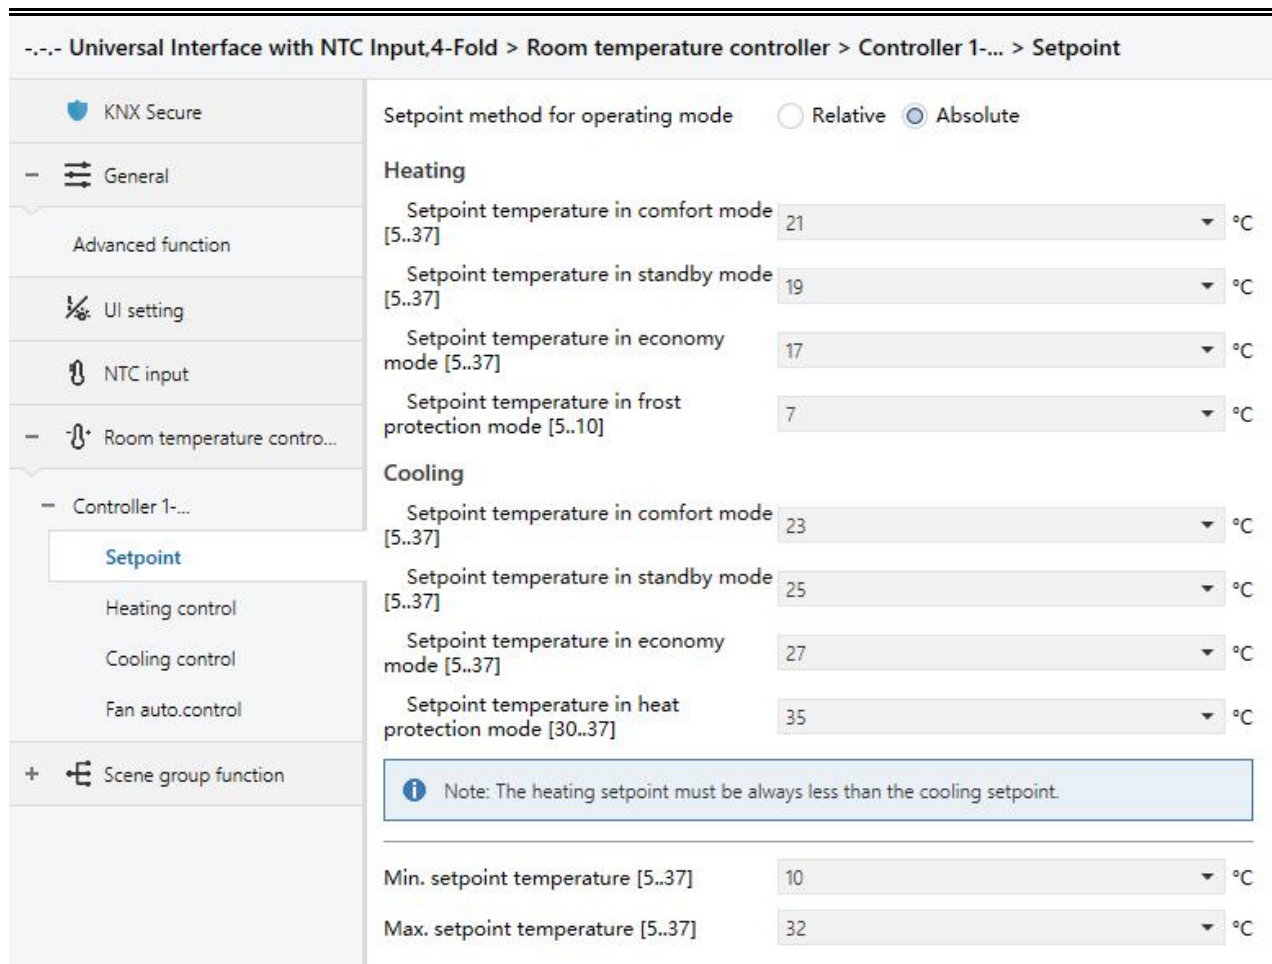 -.-.- Universal Interface with NTC Input,4-Fold > Room temperature controller > Controller 1-... > Setpoint
KNX Secure
General
Advanced function
UI setting
NTC input
Room temperature contro...
Controller 1-...
Setpoint
Heating control
Cooling control
Fan auto.control
Scene group function
Setpoint method for operating mode Relative Absolute
Heating
Setpoint temperature in comfort mode
[5..37] 21 °C
Setpoint temperature in standby mode
[5..37] 19 °C
Setpoint temperature in economy
mode [5..37] 17 °C
Setpoint temperature in frost
protection mode [5..10] 7 °C
Cooling
Setpoint temperature in comfort mode
[5..37] 23 °C
Setpoint temperature in standby mode
[5..37] 25 °C
Setpoint temperature in economy
mode [5..37] 27 °C
Setpoint temperature in heat
protection mode [30..37] 35 °C
Note: The heating setpoint must be always less than the cooling setpoint.
Min. setpoint temperature [5..37] 10 °C
Max. setpoint temperature [5..37] 32 °C